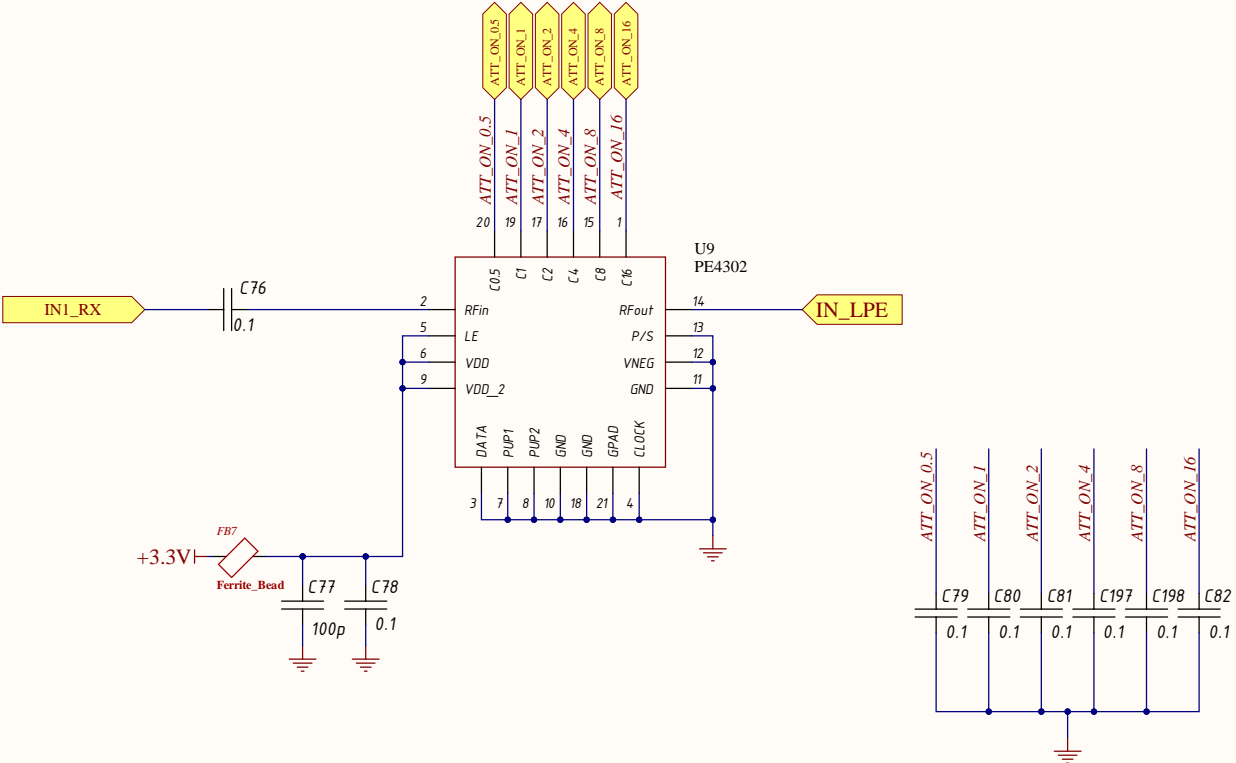 ATT_ON_0.5
ATT_ON_1
ATT_ON_2
ATT_ON_4
ATT_ON_8
ATT_ON_16
ATT_ON_0.5
ATT_ON_1
ATT_ON_2
ATT_ON_4
ATT_ON_8
ATT_ON_16
20
19
17
16
15
1
U9
PE4302
C0.5
C1
C2
C4
C8
C16
IN1_RX
C76
0.1
2
RFin
RFout
14
IN_LPE
5
LE
P/S
13
6
VDD
VNEG
12
9
VDD_2
GND
11
DATA
PUP1
PUP2
GND
GND
GPAD
CLOCK
3
7
8
10
18
21
4
+3.3V
FB7
Ferrite_Bead
C77
100p
C78
0.1
ATT_ON_0.5
ATT_ON_1
ATT_ON_2
ATT_ON_4
ATT_ON_8
ATT_ON_16
C79
0.1
C80
0.1
C81
0.1
C197
0.1
C198
0.1
C82
0.1